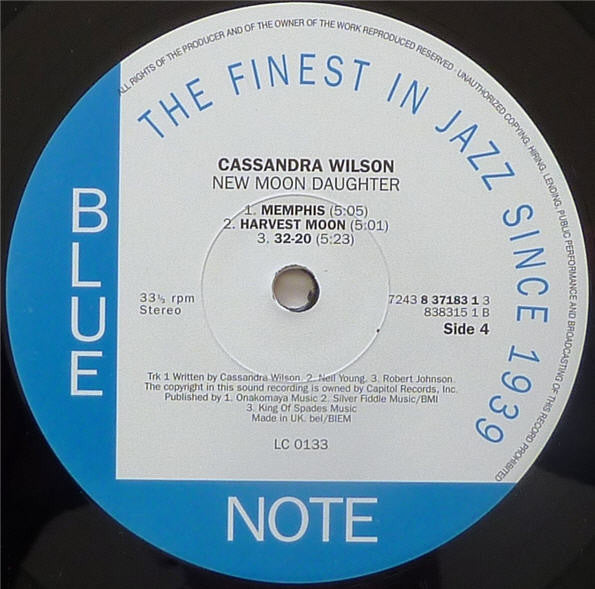 ALL RIGHTS OF THE PRODUCER AND OF THE OWNER OF THE WORK REPRODUCED RESERVED · UNAUTHORIZED COPYING, HIRING, LENDING, PUBLIC PERFORMANCE AND BROADCASTING OF THIS RECORD PROHIBITED
THE FINEST IN JAZZ SINCE 1939
CASSANDRA WILSON
NEW MOON DAUGHTER
1. MEMPHIS (5:05)
2. HARVEST MOON (5:01)
3. 32-20 (5:23)
33⅓ rpm
Stereo
7243 8 37183 1 3
838315 1 B
Side 4
Trk 1 Written by Cassandra Wilson. 2. Neil Young. 3. Robert Johnson.
The copyright in this sound recording is owned by Capitol Records, Inc.
Published by 1. Onakomaya Music 2. Silver Fiddle Music/BMI
3. King Of Spades Music
Made in UK. bel/BIEM
LC 0133
BLUE
NOTE